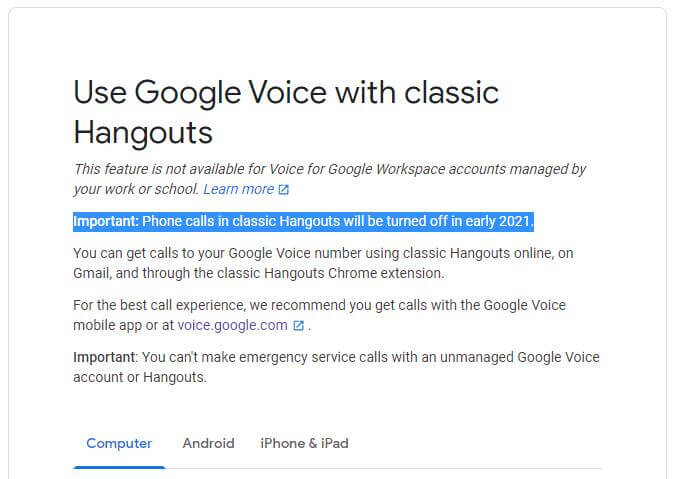 Use Google Voice with classic
Hangouts
This feature is not available for Voice for Google Workspace accounts managed by
your work or school. Learn more
Important: Phone calls in classic Hangouts will be turned off in early 2021.
You can get calls to your Google Voice number using classic Hangouts online, on
Gmail, and through the classic Hangouts Chrome extension.
For the best call experience, we recommend you get calls with the Google Voice
mobile app or at voice.google.com .
Important: You can't make emergency service calls with an unmanaged Google Voice
account or Hangouts.
Computer Android iPhone & iPad